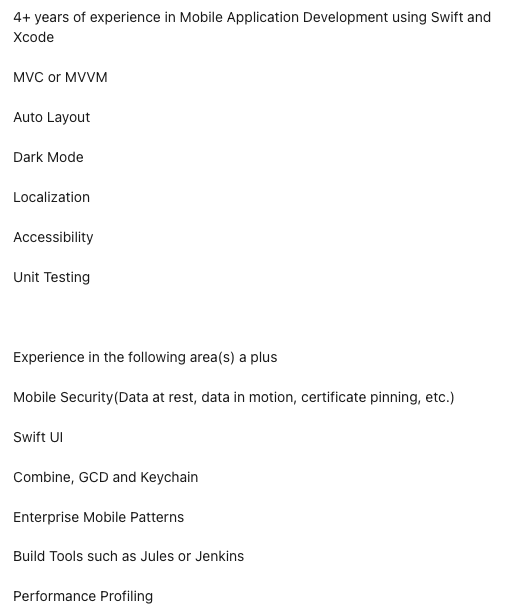 4+ years of experience in Mobile Application Development using Swift and
Xcode
MVC or MVVM
Auto Layout
Dark Mode
Localization
Accessibility
Unit Testing
Experience in the following area(s) a plus
Mobile Security(Data at rest, data in motion, certificate pinning, etc.)
Swift UI
Combine, GCD and Keychain
Enterprise Mobile Patterns
Build Tools such as Jules or Jenkins
Performance Profiling